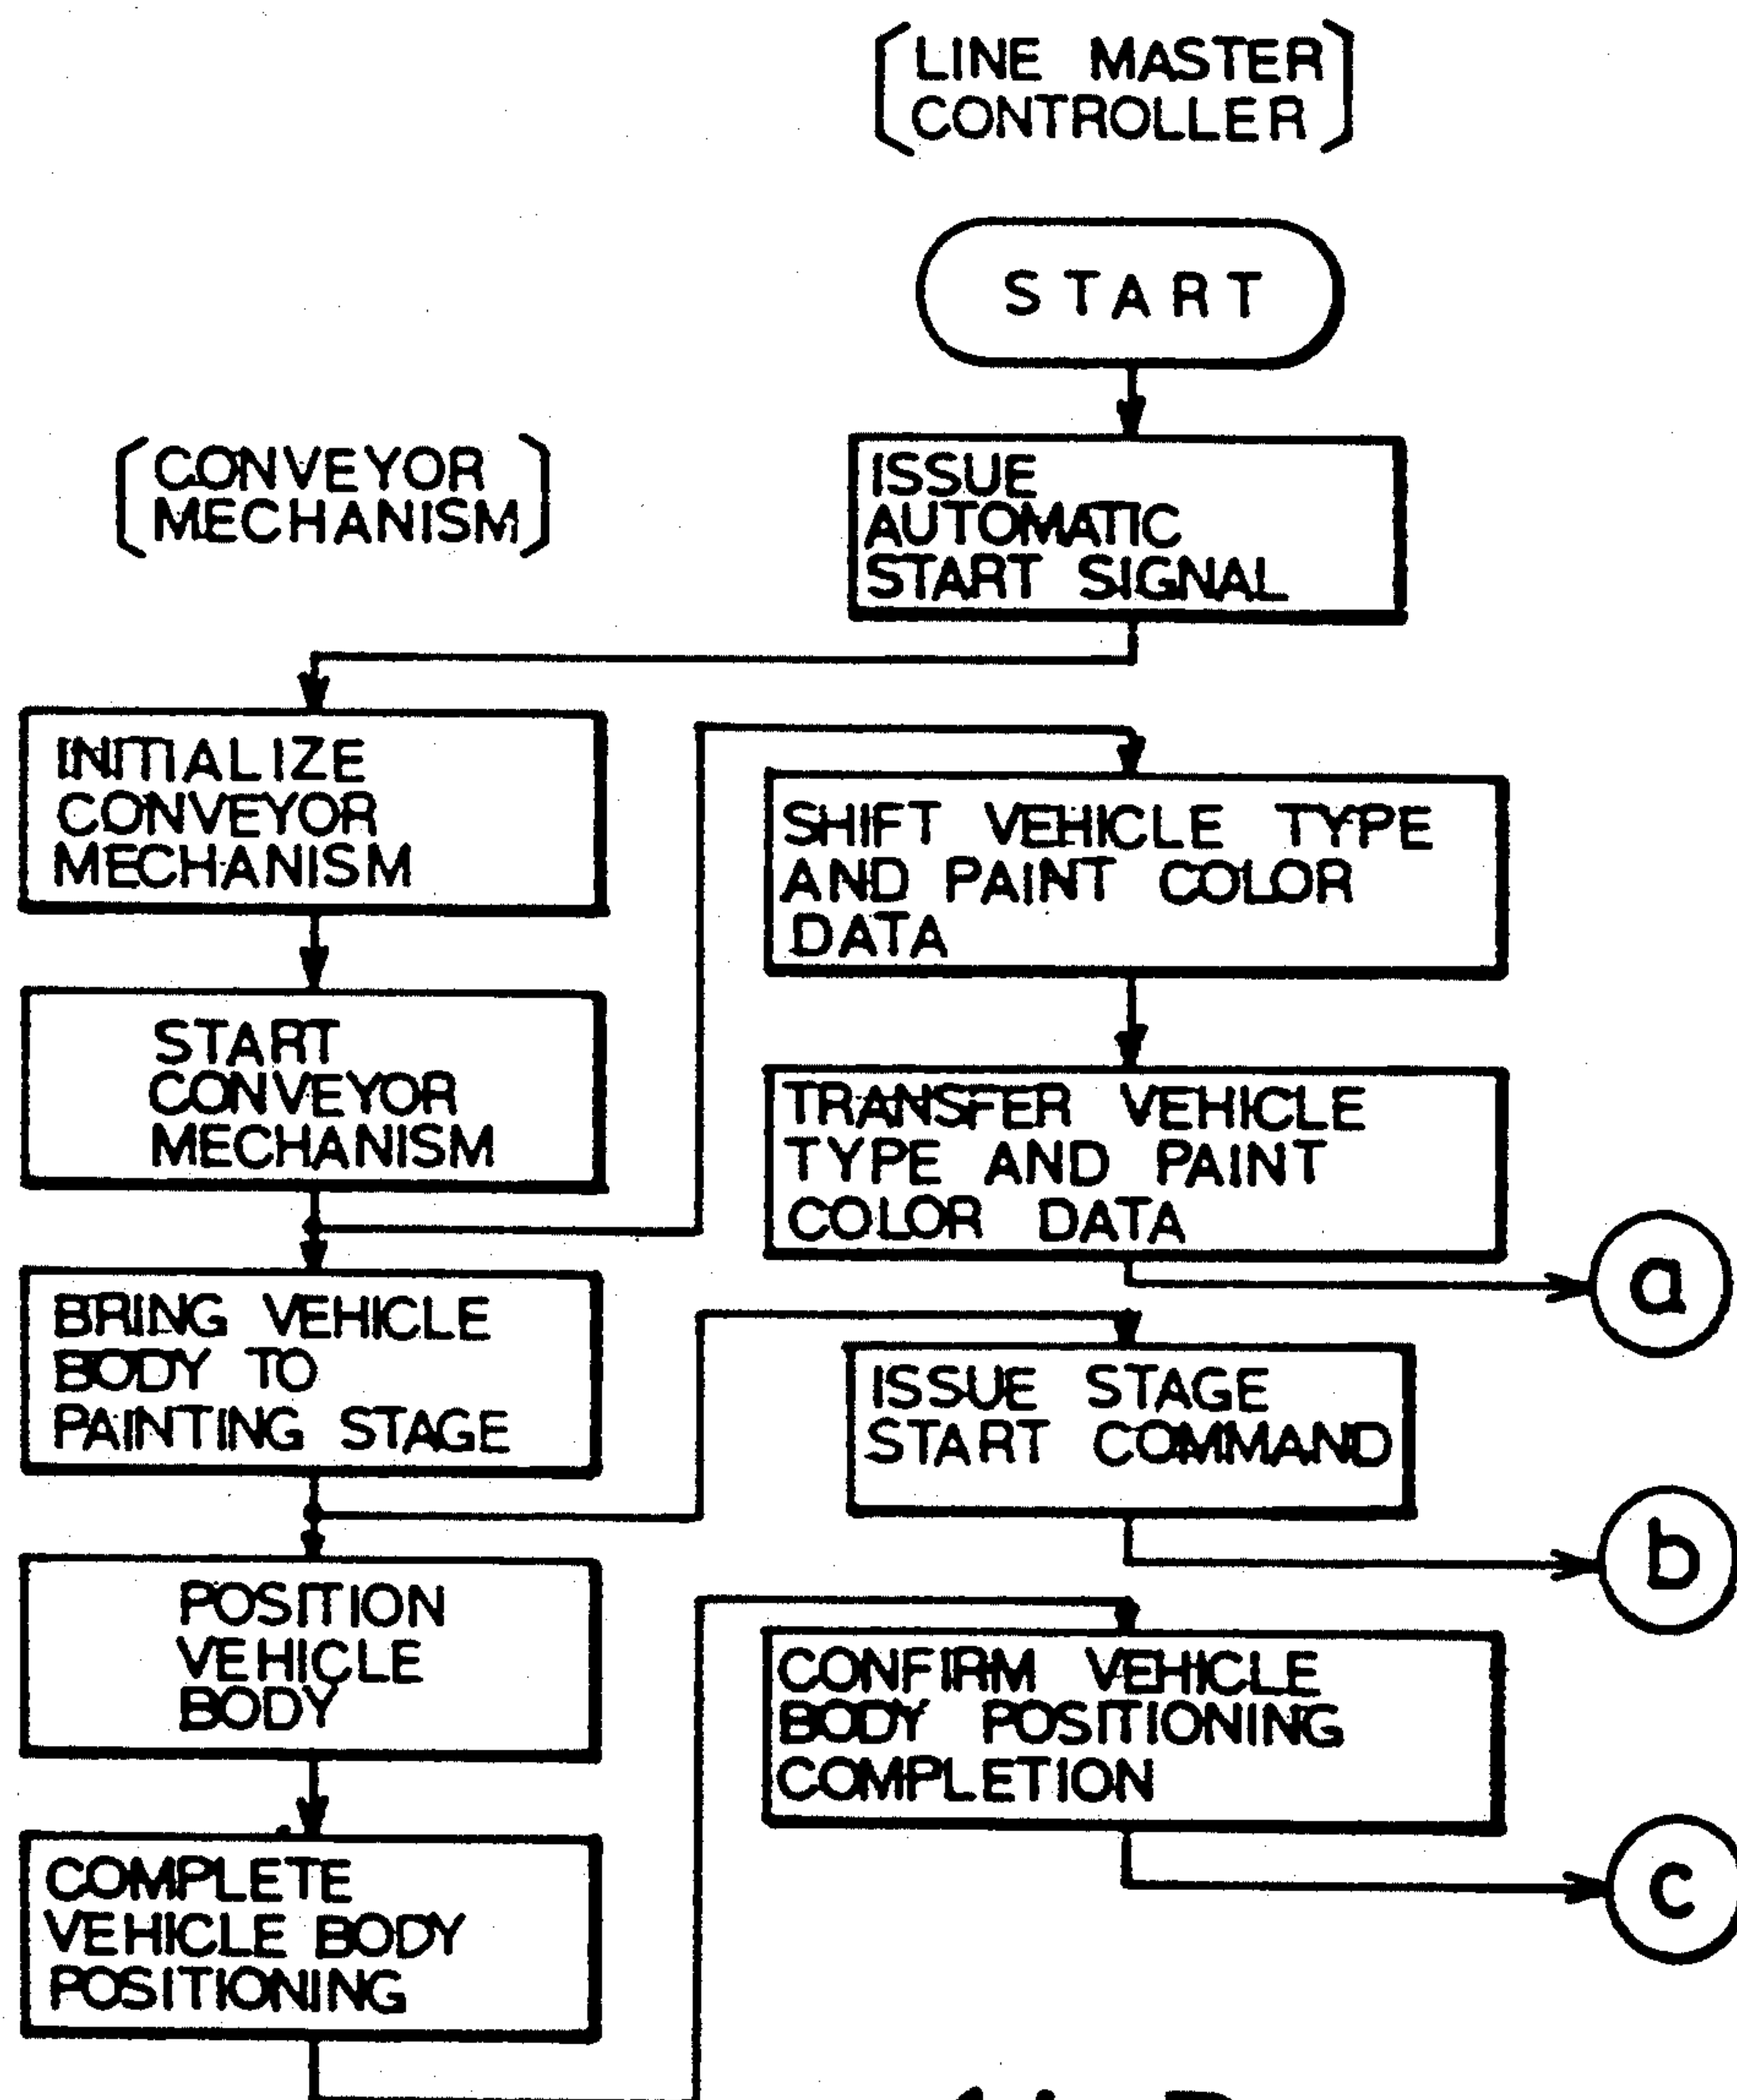 LINE MASTER
CONTROLLER
START
CONVEYOR
MECHANISM
ISSUE
AUTOMATIC
START SIGNAL
INITIALIZE
CONVEYOR
MECHANISM
SHIFT VEHICLE TYPE
AND PAINT COLOR
DATA
START
CONVEYOR
MECHANISM
TRANSFER VEHICLE
TYPE AND PAINT
COLOR DATA
a
BRING VEHICLE
BODY TO
PAINTING STAGE
ISSUE STAGE
START COMMAND
b
POSITION
VEHICLE
BODY
CONFIRM VEHICLE
BODY POSITIONING
COMPLETION
c
COMPLETE
VEHICLE BODY
POSITIONING